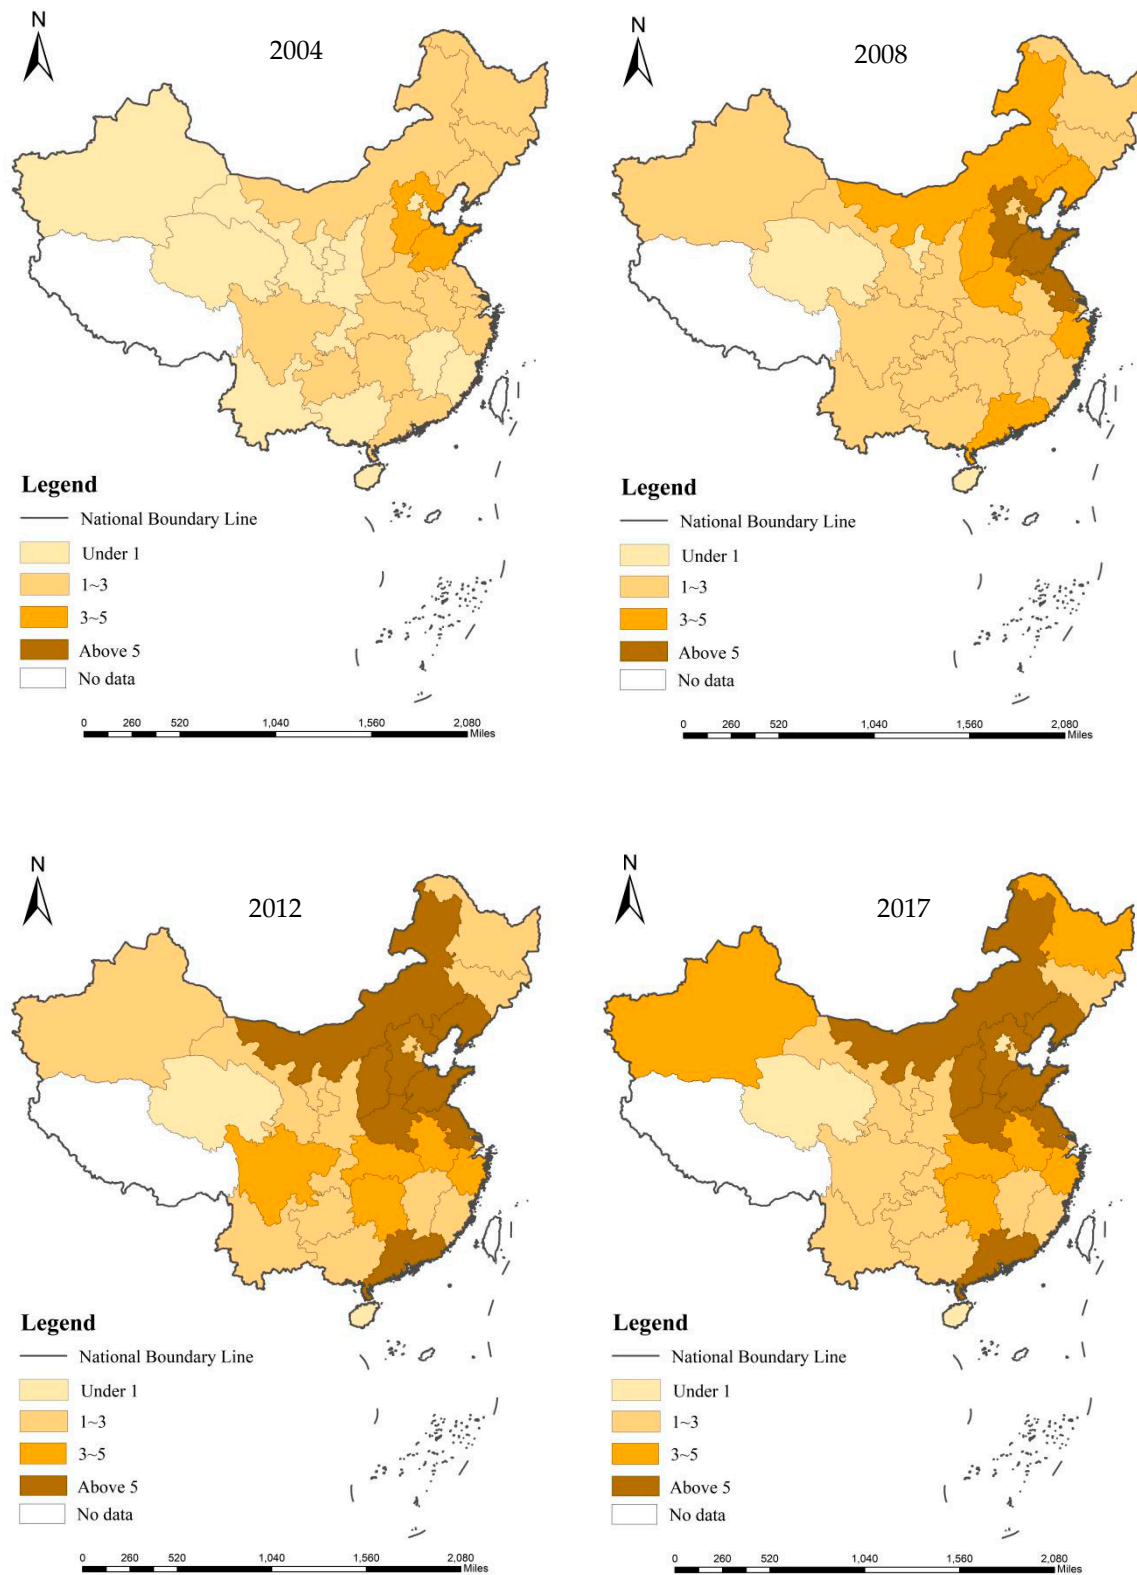 N
2004
Legend
National Boundary Line
Under 1
1~3
3~5
Above 5
No data
0 260 520 1,040 1,560 2,080
Miles
N
2008
Legend
National Boundary Line
Under 1
1~3
3~5
Above 5
No data
0 260 520 1,040 1,560 2,080
Miles
N
2012
Legend
National Boundary Line
Under 1
1~3
3~5
Above 5
No data
0 260 520 1,040 1,560 2,080
Miles
N
2017
Legend
National Boundary Line
Under 1
1~3
3~5
Above 5
No data
0 260 520 1,040 1,560 2,080
Miles